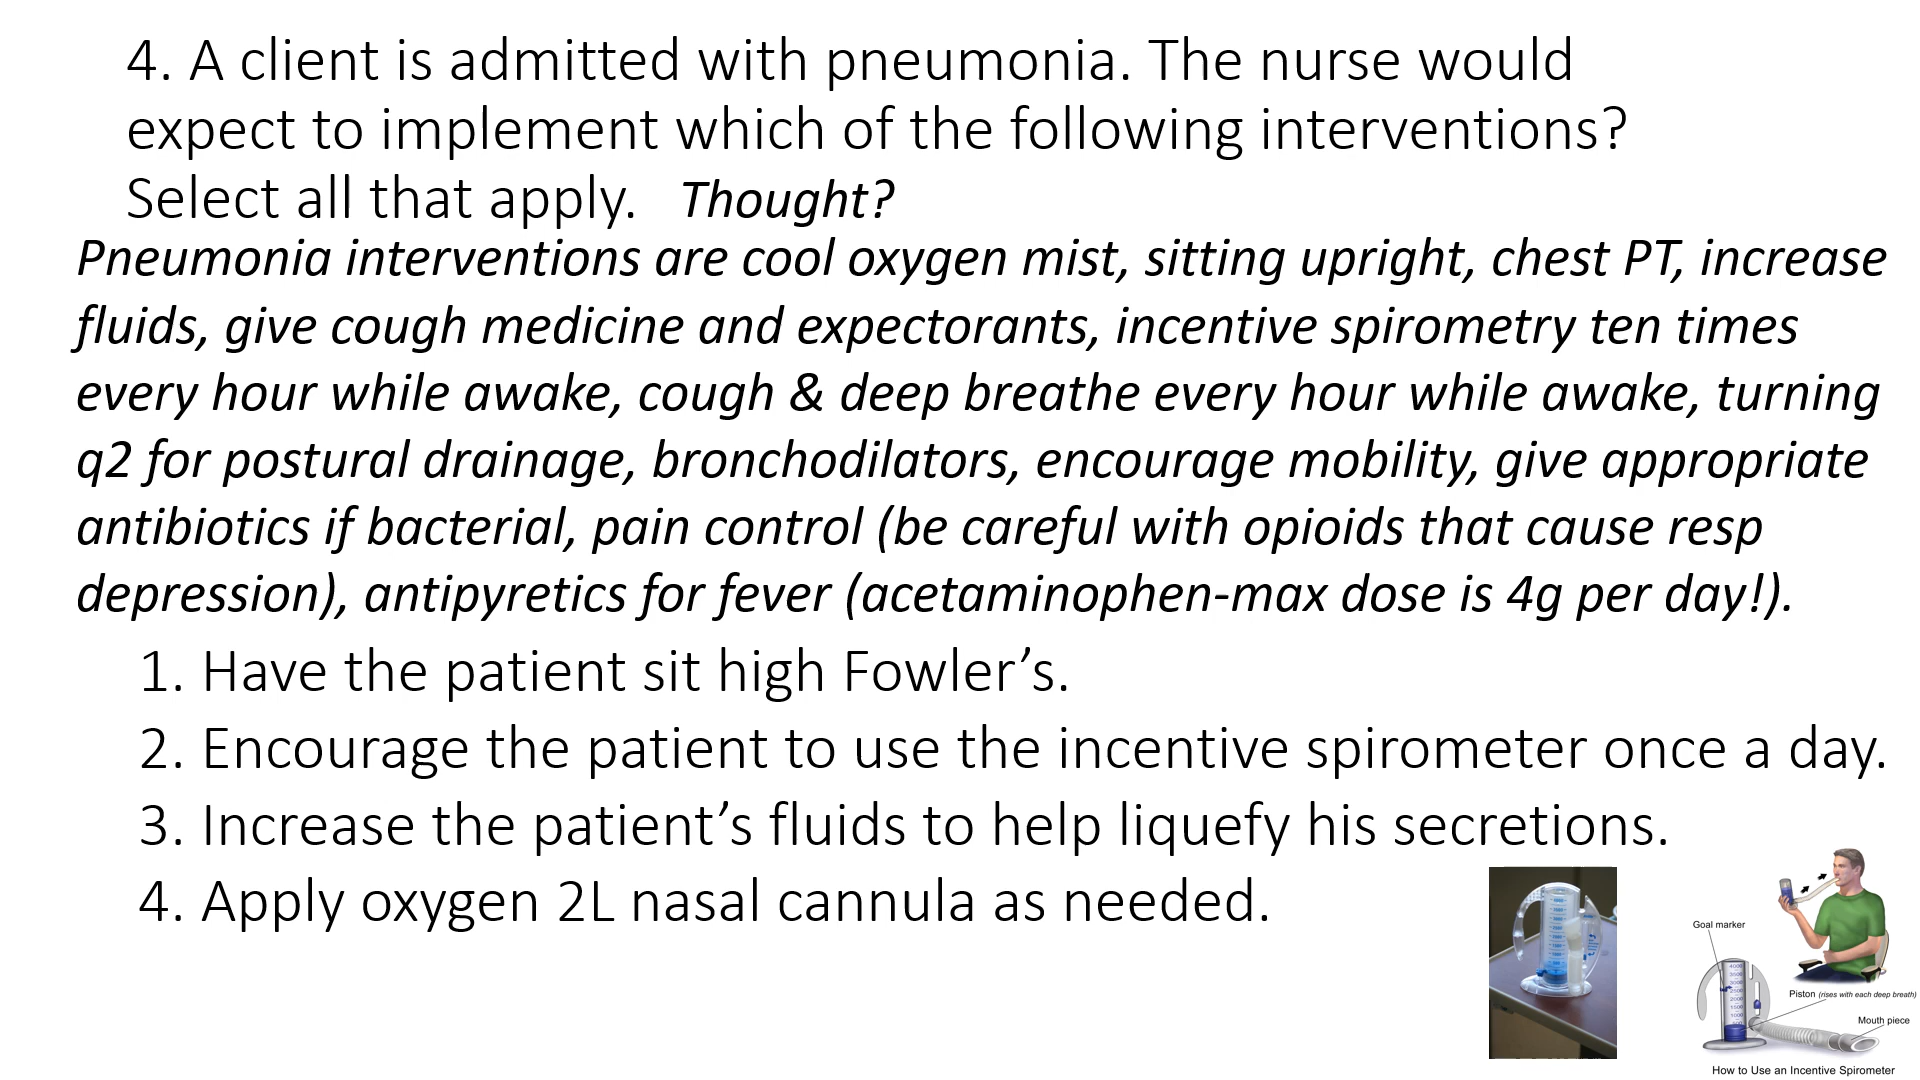 4. A client is admitted with pneumonia. The nurse would
expect to implement which of the following interventions?
Select all that apply. Thought?
Pneumonia interventions are cool oxygen mist, sitting upright, chest PT, increase
fluids, give cough medicine and expectorants, incentive spirometry ten times
every hour while awake, cough & deep breathe every hour while awake, turning
q2 for postural drainage, bronchodilators, encourage mobility, give appropriate
antibiotics if bacterial, pain control (be careful with opioids that cause resp
depression), antipyretics for fever (acetaminophen-max dose is 4g per day!).
1. Have the patient sit high Fowler’s.
2. Encourage the patient to use the incentive spirometer once a day.
3. Increase the patient’s fluids to help liquefy his secretions.
4. Apply oxygen 2L nasal cannula as needed.
Goal marker
Piston (rises with each deep breath)
Mouth piece
How to Use an Incentive Spirometer